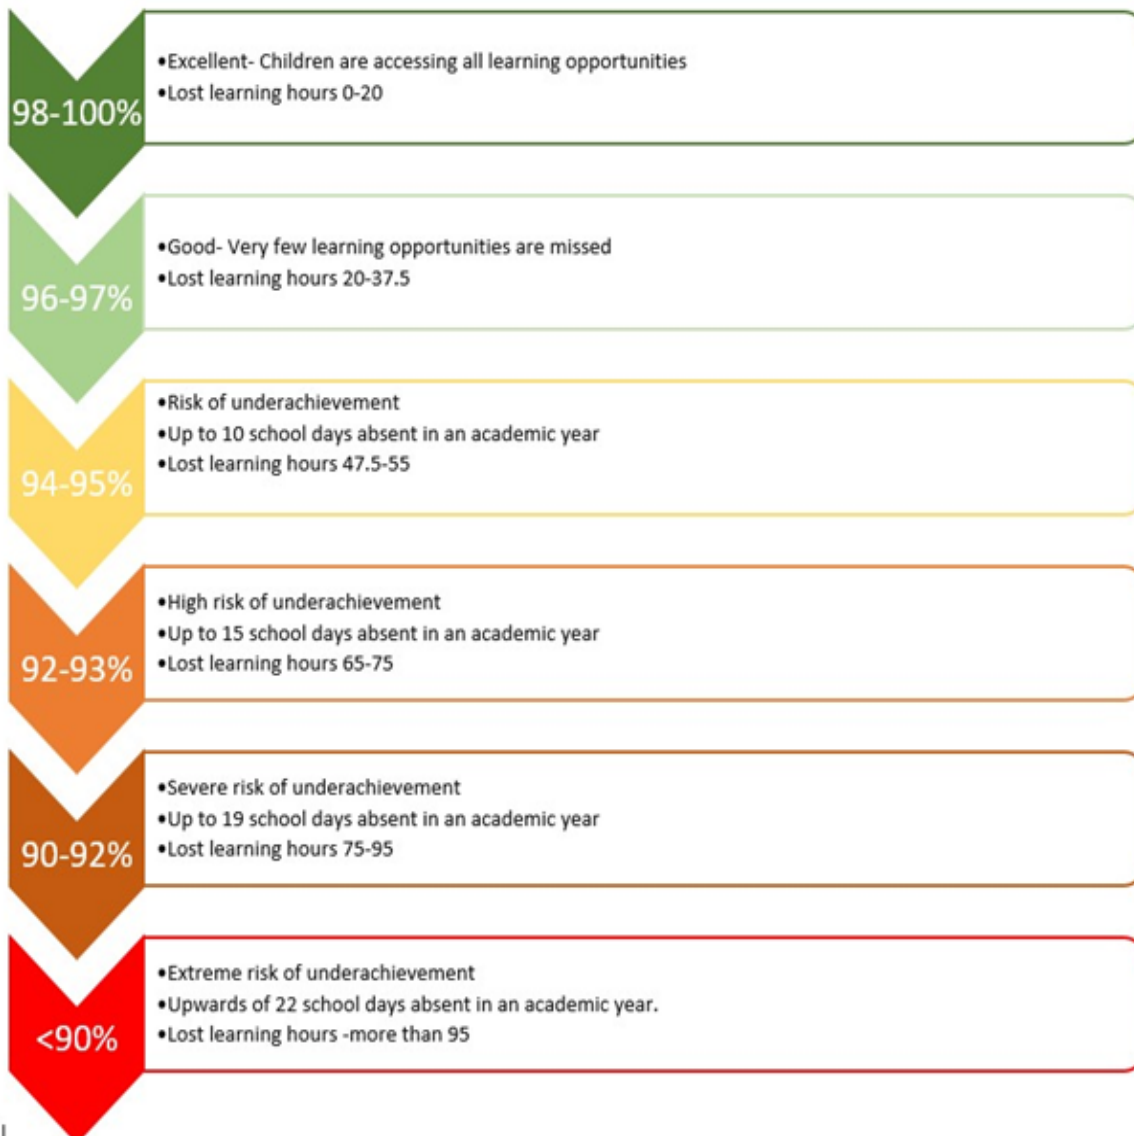 98-100%
•Excellent- Children are accessing all learning opportunities
•Lost learning hours 0-20
96-97%
•Good- Very few learning opportunities are missed
•Lost learning hours 20-37.5
94-95%
•Risk of underachievement
•Up to 10 school days absent in an academic year
•Lost learning hours 47.5-55
92-93%
•High risk of underachievement
•Up to 15 school days absent in an academic year
•Lost learning hours 65-75
90-92%
•Severe risk of underachievement
•Up to 19 school days absent in an academic year
•Lost learning hours 75-95
<90%
•Extreme risk of underachievement
•Upwards of 22 school days absent in an academic year.
•Lost learning hours -more than 95